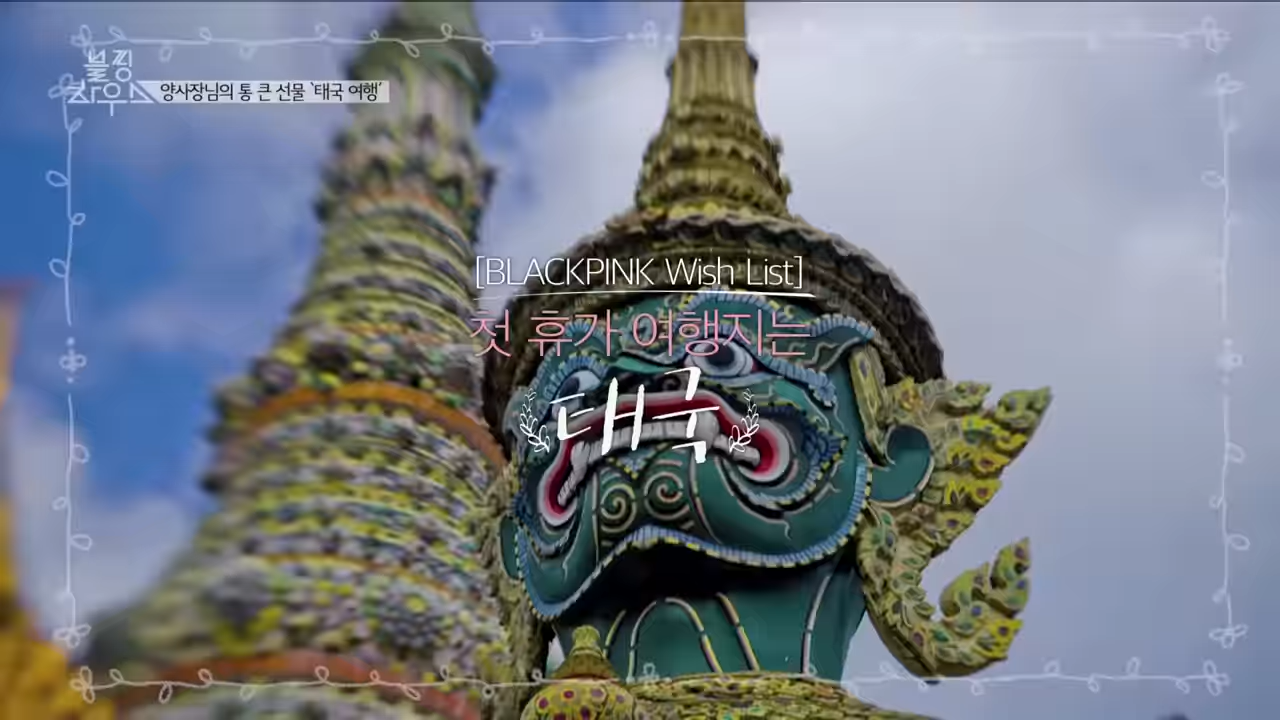 블핑
하우스
양사장님의 통 큰 선물 '태국 여행'
[BLACKPINK Wish List]
첫 휴가 여행지는
태국